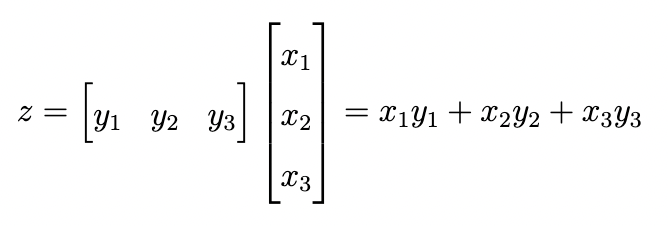 z = [y₁ y₂ y₃] [x₁ x₂ x₃] = x₁y₁ + x₂y₂ + x₃y₃